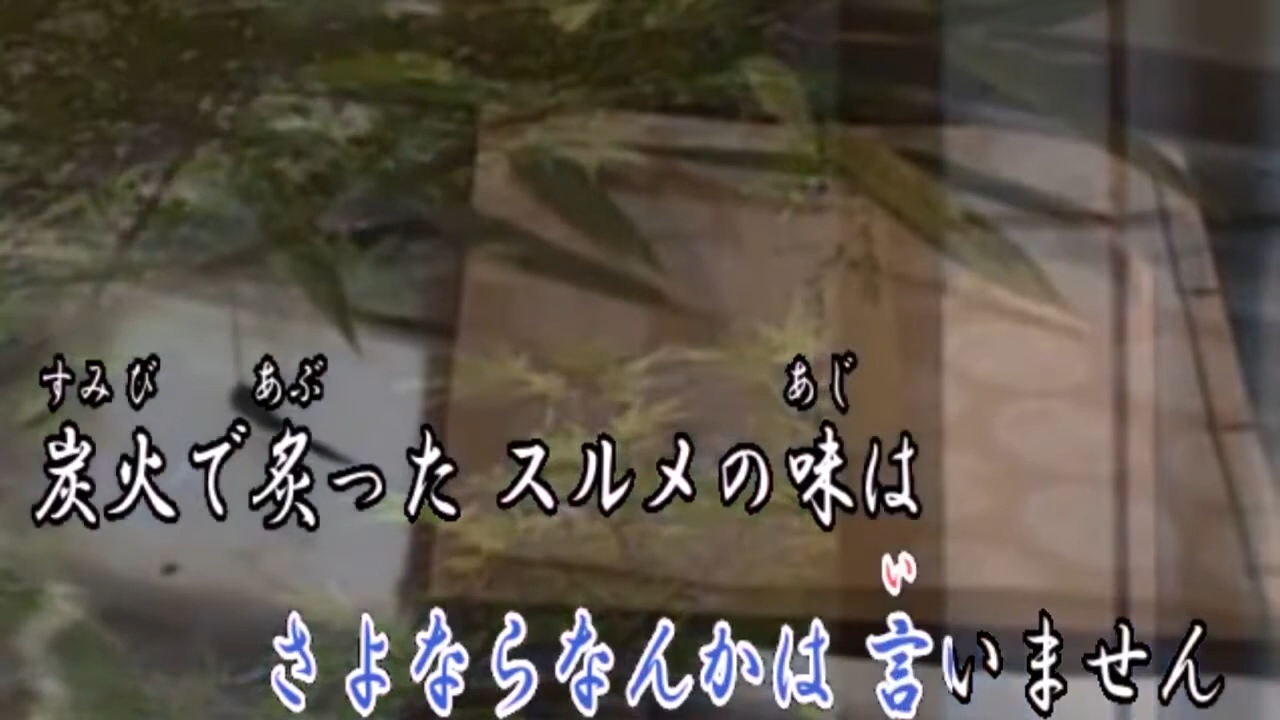 すみび あぶ あじ
炭火で炙った スルメの味は
い
さよならなんかは 言いません